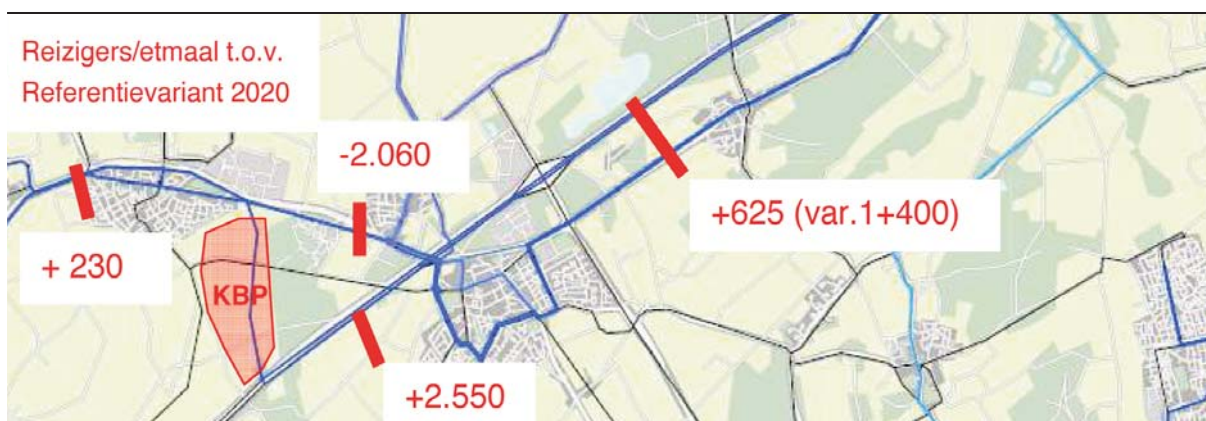 Reizigers/etmaal t.o.v.
Referentievariant 2020
-2.060
+625 (var.1+400)
+ 230
KBP
+2.550